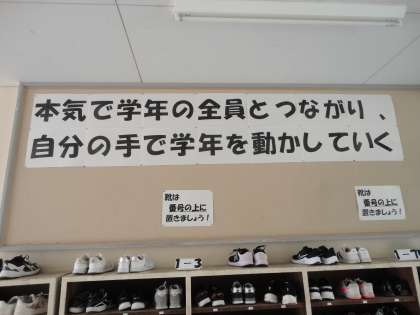 本気で学年の全員とつながり、
自分の手で学年を動かしていく
靴は
番号の上に
置きましょう！
靴は
番号の上に
置きましょう！
1-3